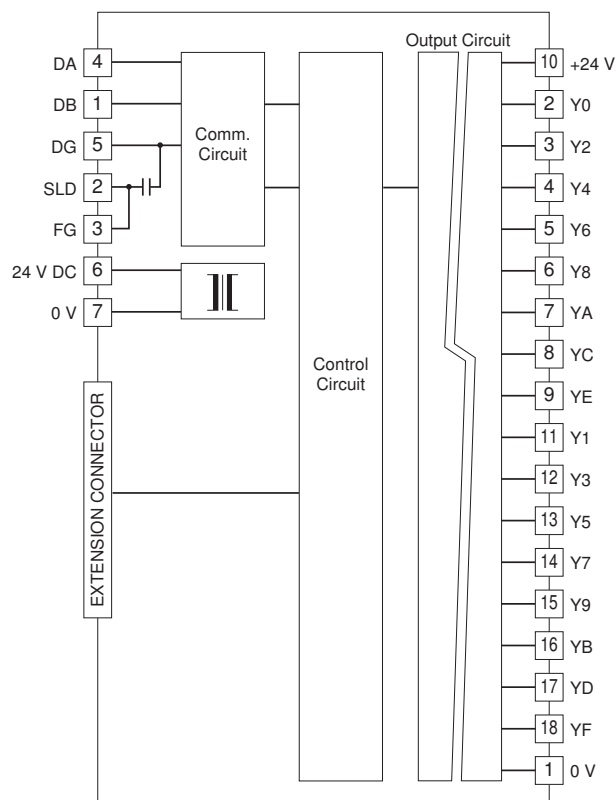 Output Circuit
DA 4
DB 1
DG 5
SLD 2
FG 3
24 V DC 6
0 V 7
EXTENSION CONNECTOR
Comm.
Circuit
Control
Circuit
10 +24 V
2 Y0
3 Y2
4 Y4
5 Y6
6 Y8
7 YA
8 YC
9 YE
11 Y1
12 Y3
13 Y5
14 Y7
15 Y9
16 YB
17 YD
18 YF
1 0 V